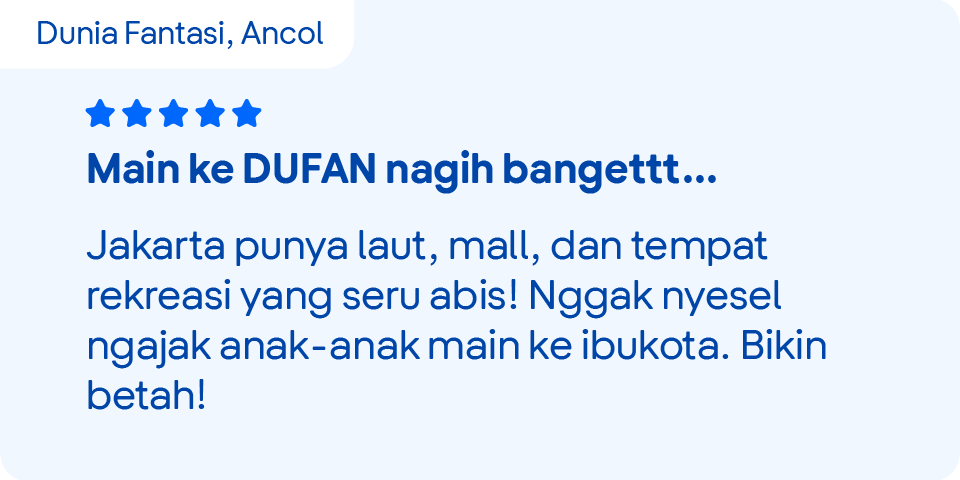 Dunia Fantasi, Ancol
Main ke DUFAN nagih bangettt...
Jakarta punya laut, mall, dan tempat
rekreasi yang seru abis! Nggak nyesel
ngajak anak-anak main ke ibukota. Bikin
betah!